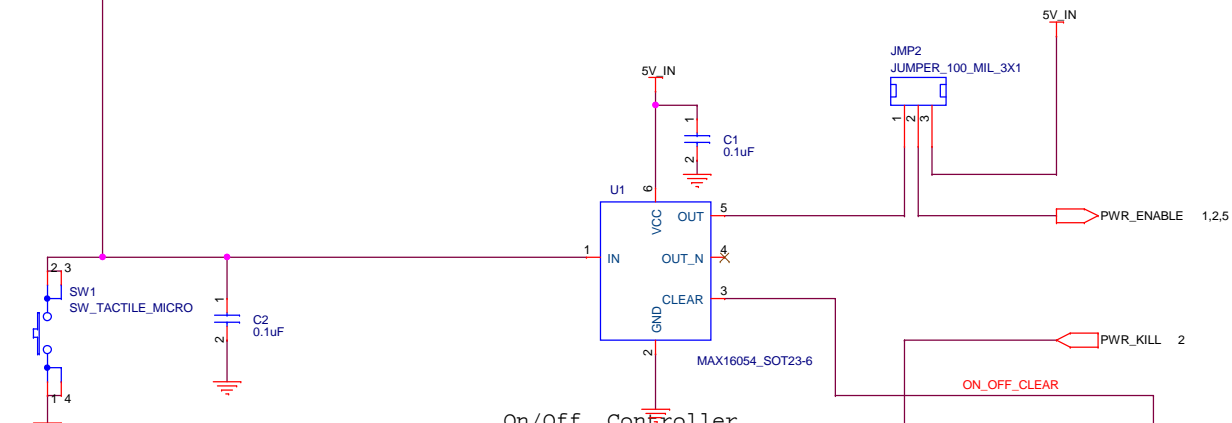 5V_IN
JMP2
JUMPER_100_MIL_3X1
5V_IN
1
2
3
1
C1
0.1uF
2
U1
6
VCC
OUT
5
PWR_ENABLE 1,2,5
1
IN
OUT_N
4
2 3
SW1
SW_TACTILE_MICRO
1
C2
0.1uF
2
CLEAR
3
GND
2
MAX16054_SOT23-6
PWR_KILL 2
ON_OFF_CLEAR
1 4
On/Off Controller